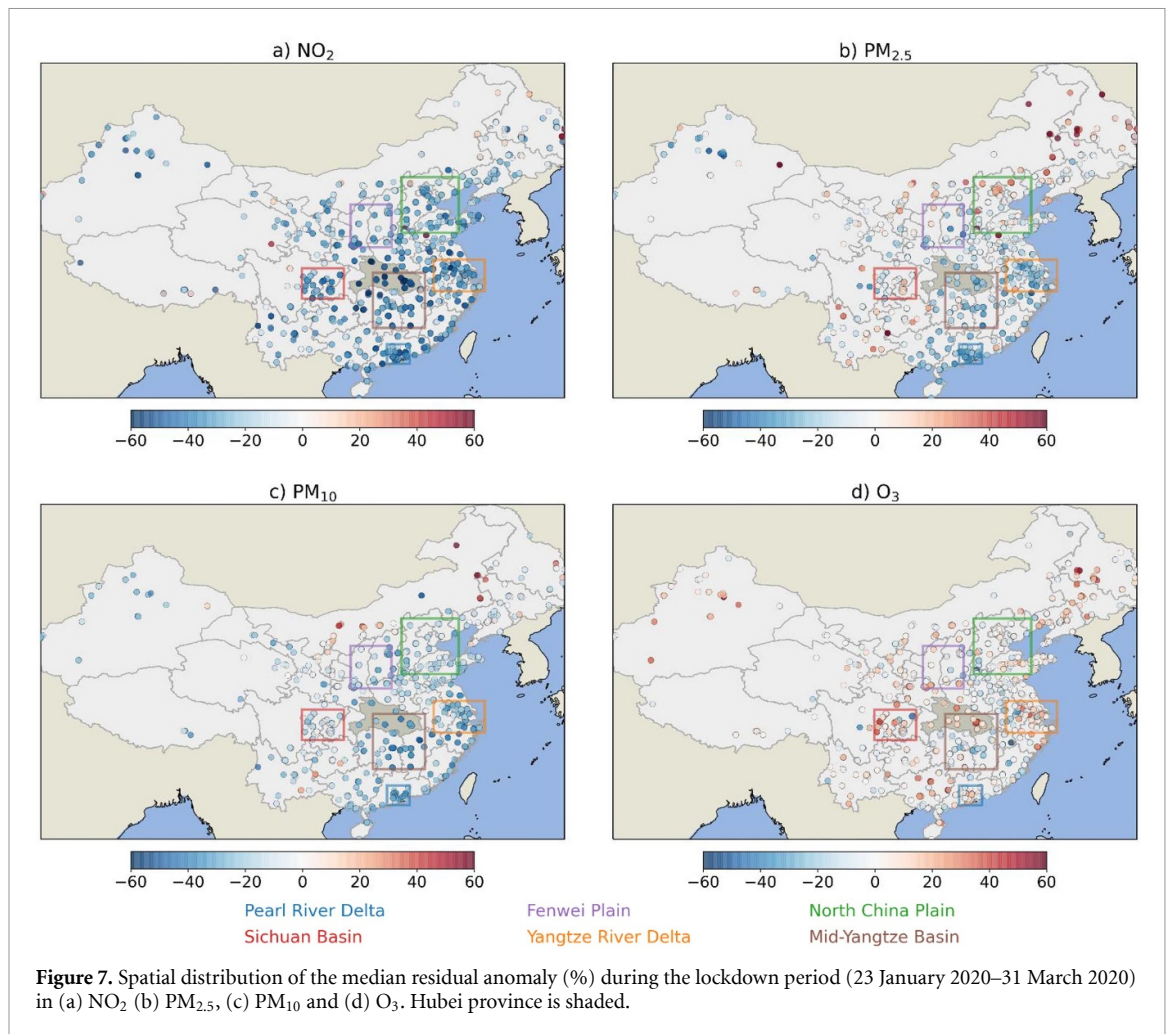 a) NO₂
b) PM₂.₅
−60 −40 −20 0 20 40 60
−60 −40 −20 0 20 40 60
c) PM₁₀
d) O₃
−60 −40 −20 0 20 40 60
−60 −40 −20 0 20 40 60
Pearl River Delta Fenwei Plain North China Plain
Sichuan Basin Yangtze River Delta Mid-Yangtze Basin
Figure 7. Spatial distribution of the median residual anomaly (%) during the lockdown period (23 January 2020–31 March 2020)
in (a) NO₂ (b) PM₂.₅, (c) PM₁₀ and (d) O₃. Hubei province is shaded.